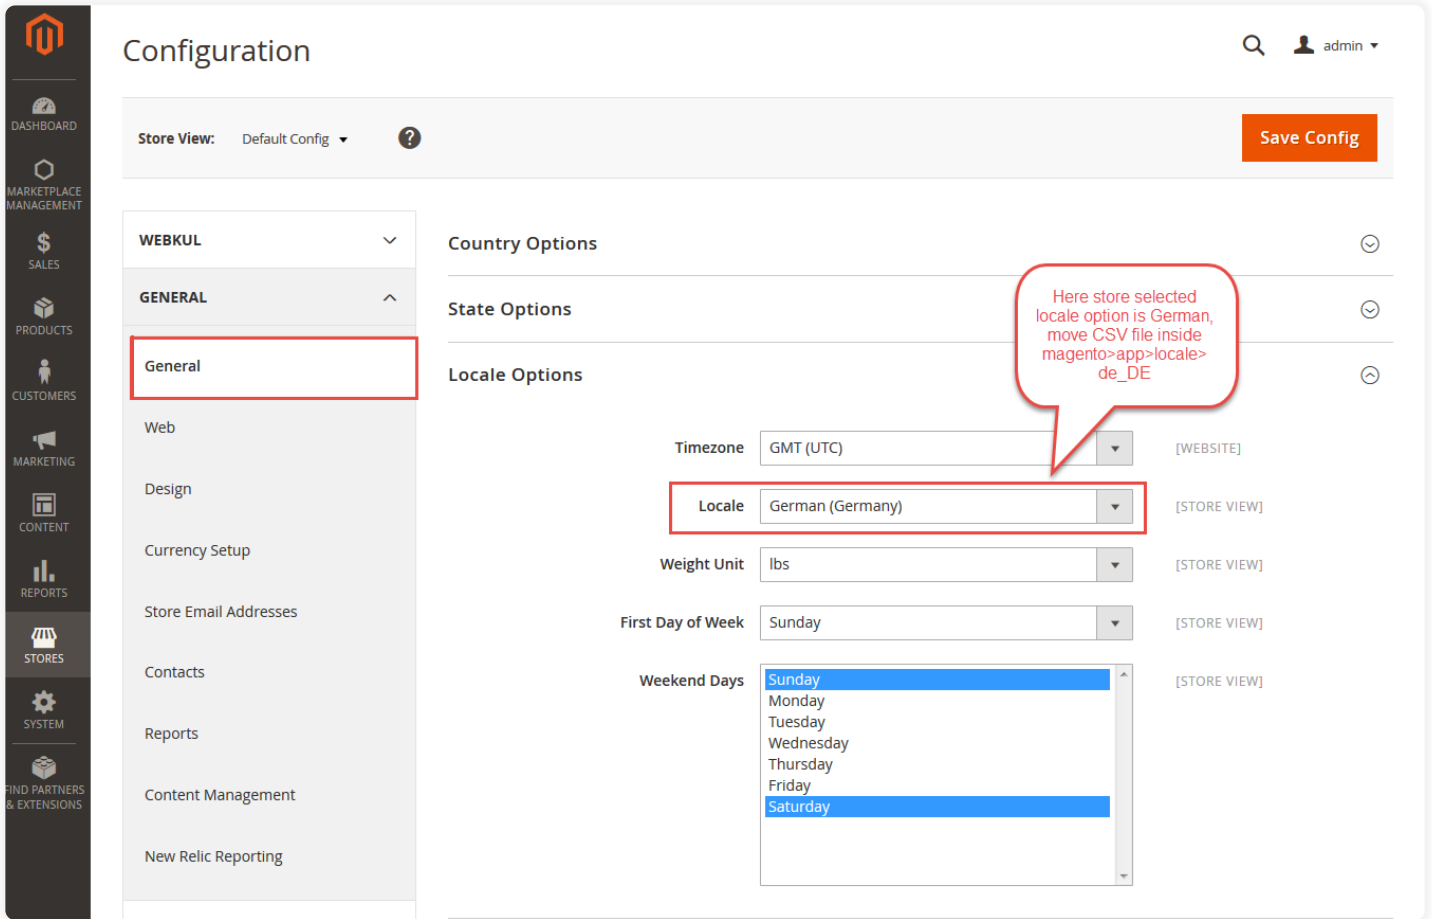 Configuration
admin
DASHBOARD
MARKETPLACE
MANAGEMENT
SALES
PRODUCTS
CUSTOMERS
MARKETING
CONTENT
REPORTS
STORES
SYSTEM
FIND PARTNERS
& EXTENSIONS
Store View: Default Config ?
Save Config
WEBKUL
GENERAL
General
Web
Design
Currency Setup
Store Email Addresses
Contacts
Reports
Content Management
New Relic Reporting
Country Options
State Options
Locale Options
Here store selected
locale option is German,
move CSV file inside
magento>app>locale>
de_DE
Timezone GMT (UTC) [WEBSITE]
Locale German (Germany) [STORE VIEW]
Weight Unit lbs [STORE VIEW]
First Day of Week Sunday [STORE VIEW]
Weekend Days Sunday [STORE VIEW]
Monday
Tuesday
Wednesday
Thursday
Friday
Saturday